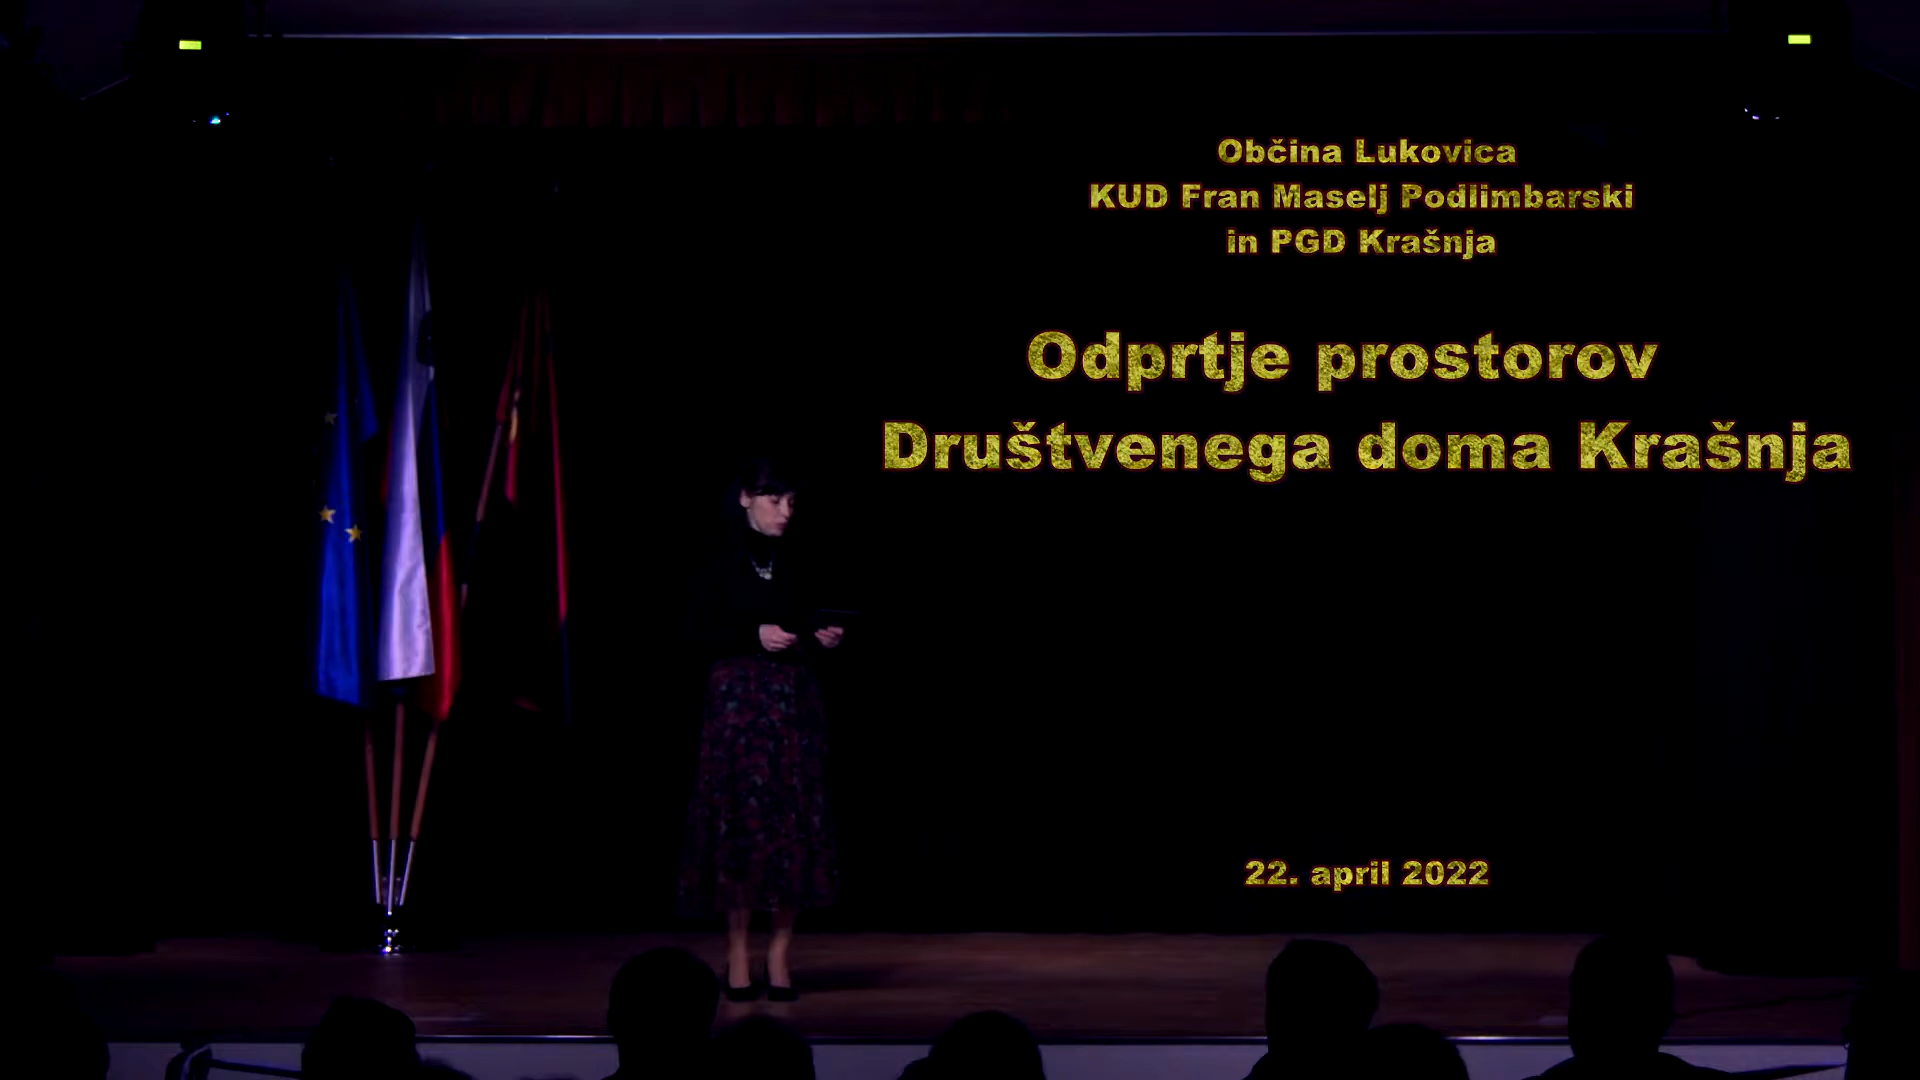 Občina Lukovica
KUD Fran Maselj Podlimbarski
in PGD Krašnja
Odprtje prostorov
Društvenega doma Krašnja
22. april 2022